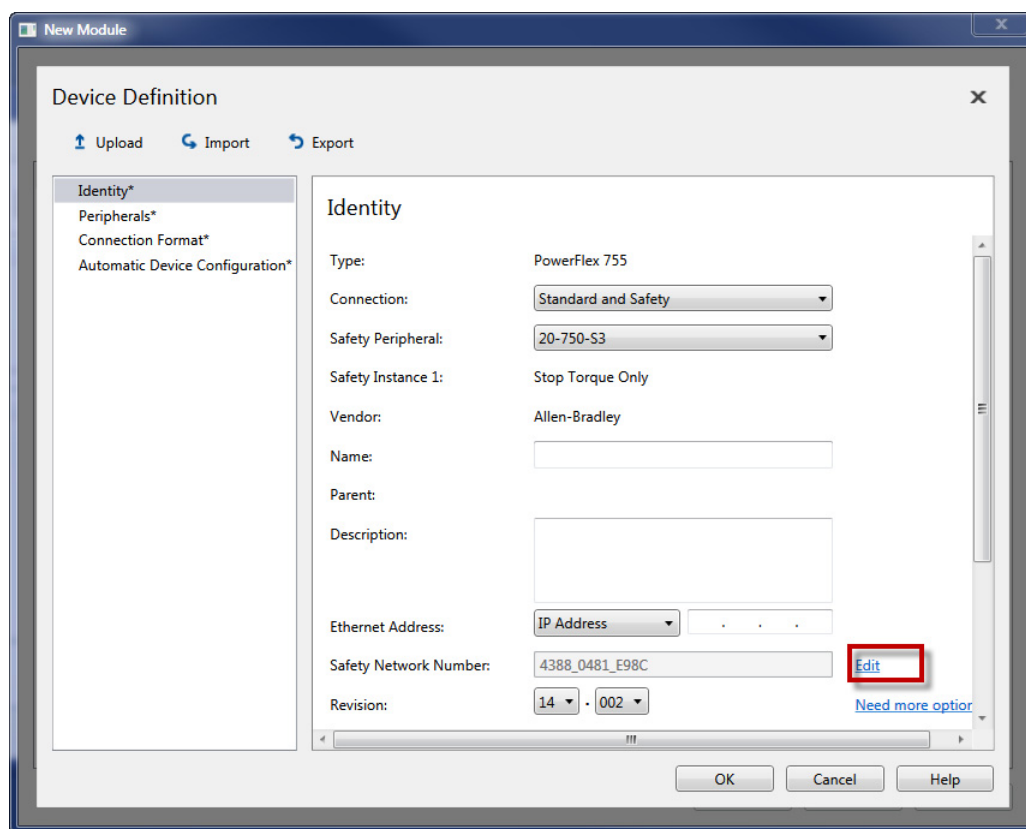 New Module
Device Definition
Upload Import Export
Identity*
Peripherals*
Connection Format*
Automatic Device Configuration*
Identity
Type: PowerFlex 755
Connection: Standard and Safety
Safety Peripheral: 20-750-S3
Safety Instance 1: Stop Torque Only
Vendor: Allen-Bradley
Name:
Parent:
Description:
Ethernet Address: IP Address . . .
Safety Network Number: 4388_0481_E98C Edit
Revision: 14 . 002 Need more option
OK Cancel Help